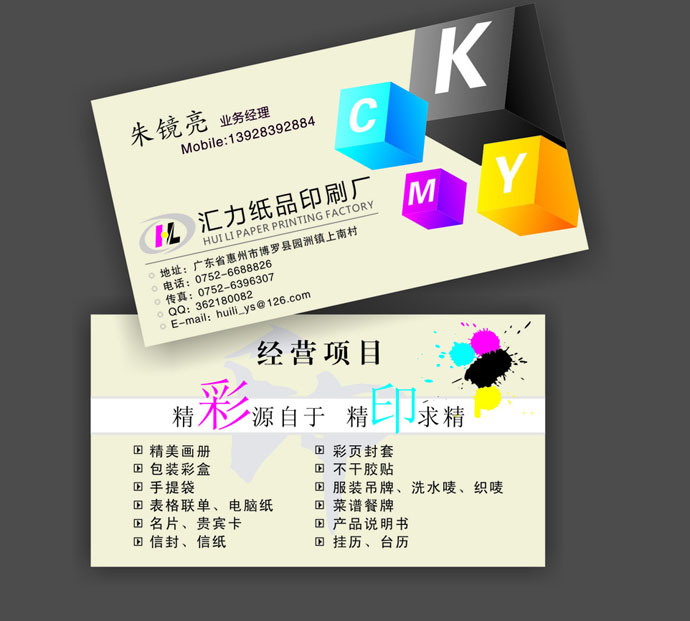 K
C
M
Y
朱镜亮 业务经理
Mobile:13928392884
HL
汇力纸品印刷厂
HUI LI PAPER PRINTING FACTORY
地址：广东省惠州市博罗县园洲镇上南村
电话：0752-6688826
传真：0752-6396307
QQ：362180082
E-mail：huili_ys@126.com
经营项目
精彩源自于 精印求精
精美画册
包装彩盒
手提袋
表格联单、电脑纸
名片、贵宾卡
信封、信纸
彩页封套
不干胶贴
服装吊牌、洗水唛、织唛
菜谱餐牌
产品说明书
挂历、台历